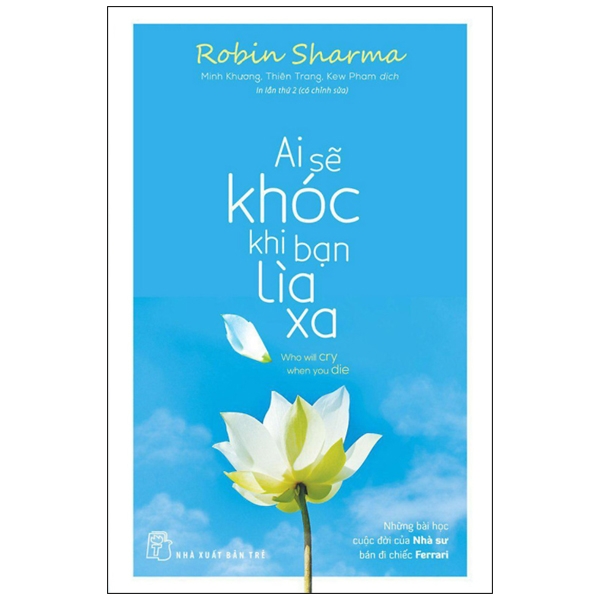 Robin Sharma
Minh Khương, Thiên Trang, Kew Pham dịch
In lần thứ 2 (có chỉnh sửa)
Ai sẽ
khóc
khi bạn
lìa
xa
Who will cry
when you die
Những bài học
cuộc đời của Nhà sư
bán đi chiếc Ferrari
NHÀ XUẤT BẢN TRẺ